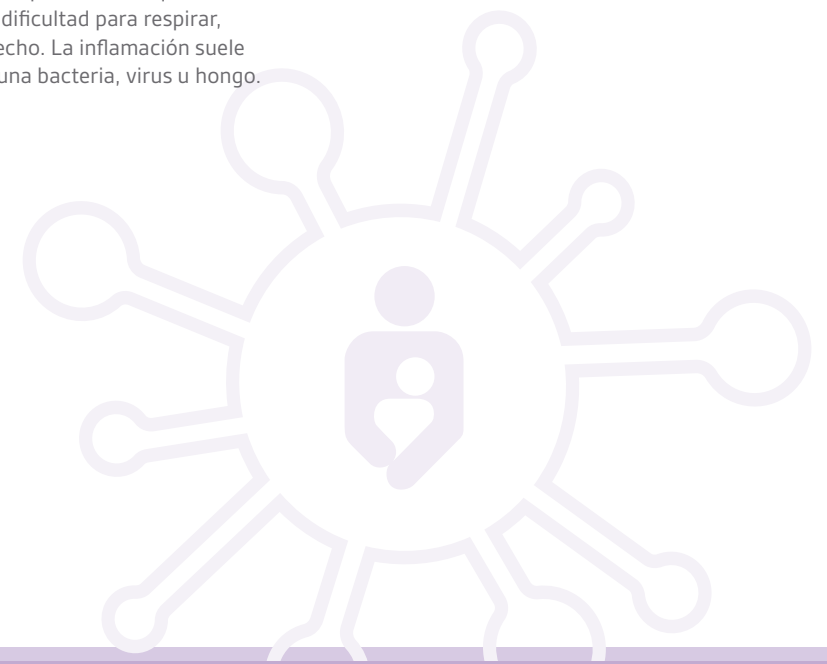 dificultad para respirar,
echo. La inflamación suele
una bacteria, virus u hongo.